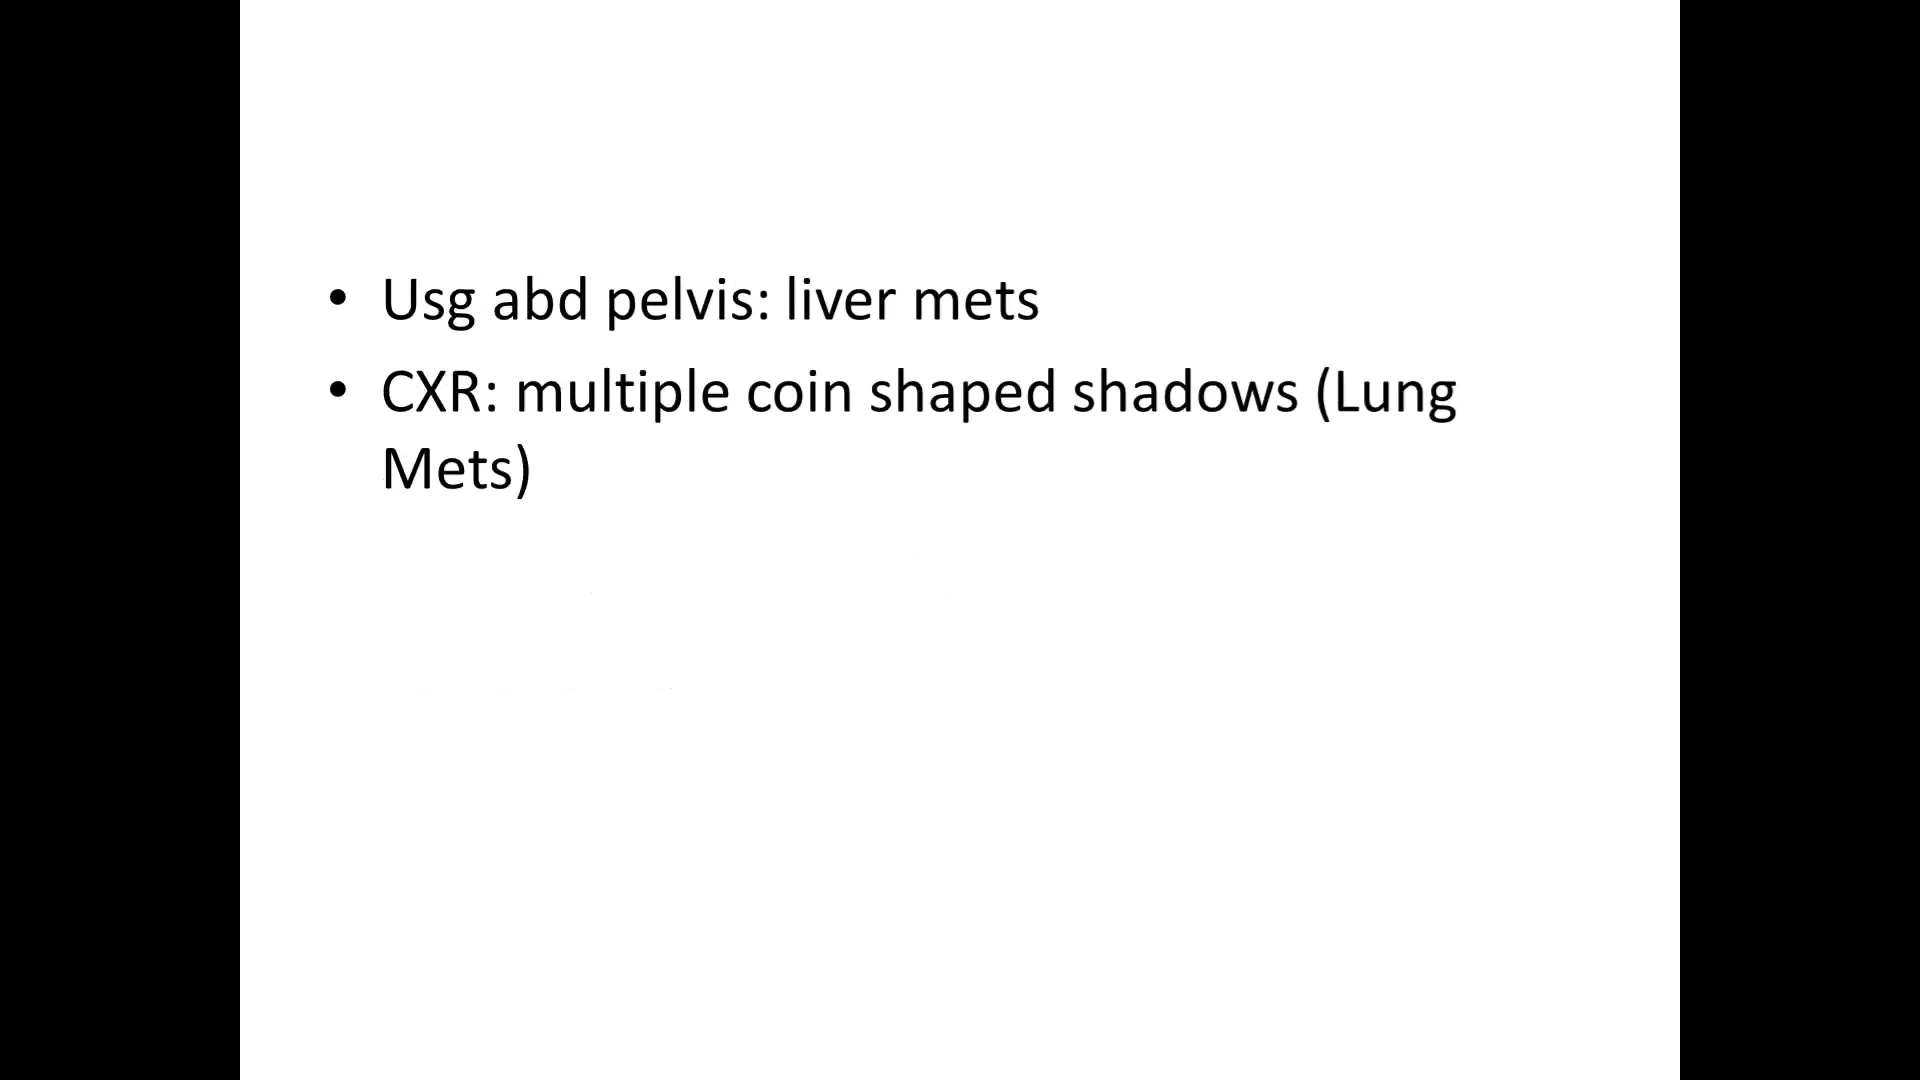 • Usg abd pelvis: liver mets
• CXR: multiple coin shaped shadows (Lung
Mets)